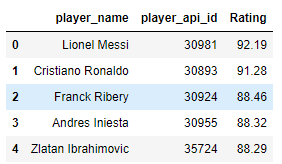 player_name player_api_id Rating
0 Lionel Messi 30981 92.19
1 Cristiano Ronaldo 30893 91.28
2 Franck Ribery 30924 88.46
3 Andres Iniesta 30955 88.32
4 Zlatan Ibrahimovic 35724 88.29